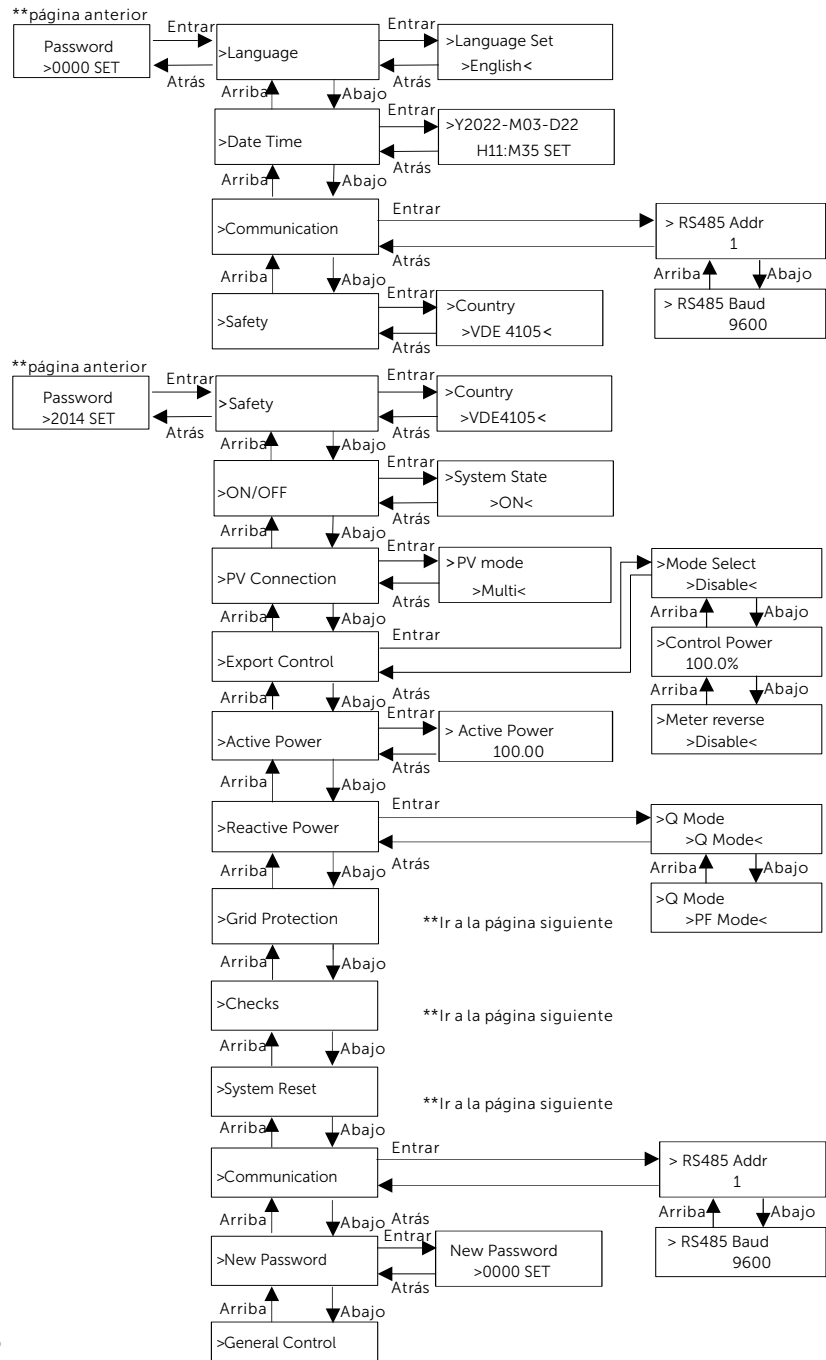 **página anterior
Password
>0000 SET
Entrar
Atrás
>Language
Entrar
Atrás
>Language Set
>English<
Arriba
Abajo
>Date Time
Entrar
Atrás
>Y2022-M03-D22
H11:M35 SET
Arriba
Abajo
>Communication
Entrar
Atrás
> RS485 Addr
1
Arriba
Abajo
> RS485 Baud
9600
Arriba
Abajo
>Safety
Entrar
Atrás
>Country
>VDE 4105<
**página anterior
Password
>2014 SET
Entrar
Atrás
>Safety
Entrar
Atrás
>Country
>VDE4105<
Arriba
Abajo
>ON/OFF
Entrar
Atrás
>System State
>ON<
Arriba
Abajo
>PV Connection
Entrar
Atrás
>PV mode
>Multi<
Arriba
Abajo
>Export Control
Entrar
Atrás
>Mode Select
>Disable<
Arriba
Abajo
>Control Power
100.0%
Arriba
Abajo
>Meter reverse
>Disable<
Arriba
Abajo
>Active Power
Entrar
Atrás
> Active Power
100.00
Arriba
Abajo
>Reactive Power
Entrar
Atrás
>Q Mode
>Q Mode<
Arriba
Abajo
>Q Mode
>PF Mode<
Arriba
Abajo
>Grid Protection
**Ir a la página siguiente
Arriba
Abajo
>Checks
**Ir a la página siguiente
Arriba
Abajo
>System Reset
**Ir a la página siguiente
Arriba
Abajo
>Communication
Entrar
Atrás
> RS485 Addr
1
Arriba
Abajo
> RS485 Baud
9600
Arriba
Abajo
>New Password
Entrar
Atrás
New Password
>0000 SET
Arriba
Abajo
>General Control